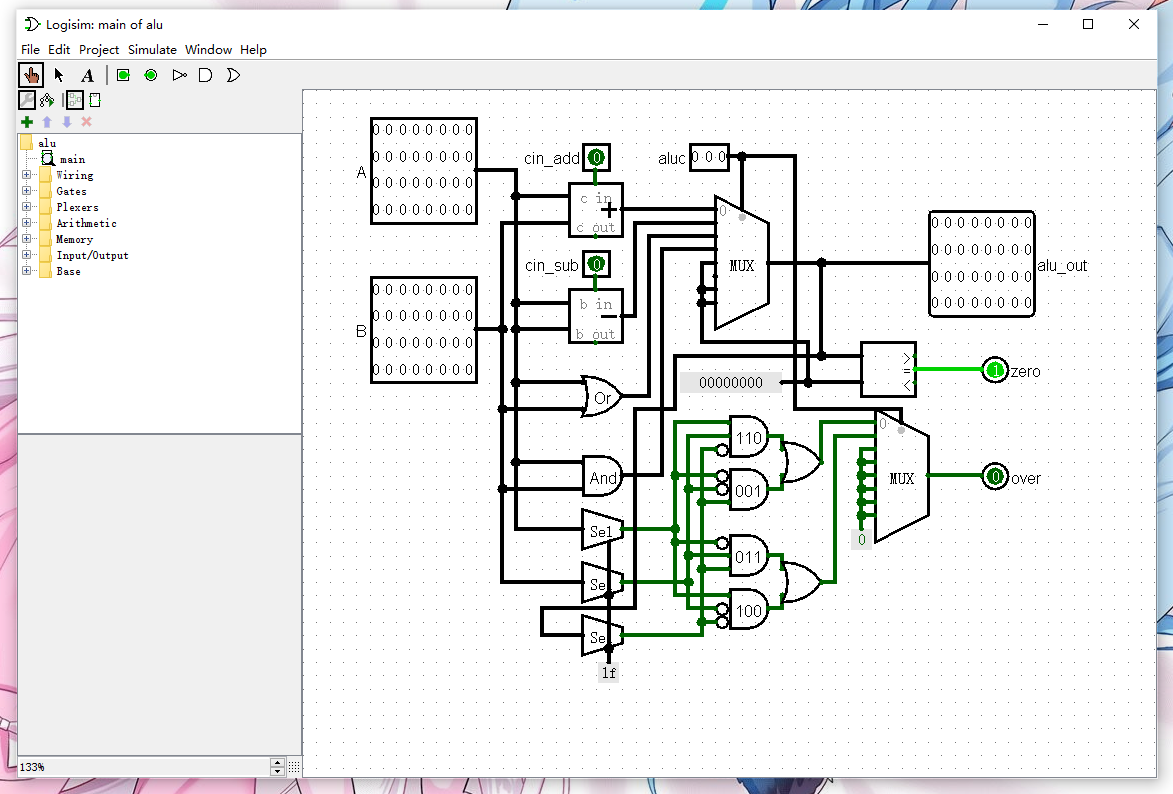 Logisim: main of alu
File Edit Project Simulate Window Help
A
alu
main
Wiring
Gates
Plexers
Arithmetic
Memory
Input/Output
Base
133%
A
0 0 0 0 0 0 0 0
0 0 0 0 0 0 0 0
0 0 0 0 0 0 0 0
0 0 0 0 0 0 0 0
cin_add 0
c in
+
c out
aluc 0 0 0
0
MUX
0 0 0 0 0 0 0 0
0 0 0 0 0 0 0 0
0 0 0 0 0 0 0 0
0 0 0 0 0 0 0 0
alu_out
B
0 0 0 0 0 0 0 0
0 0 0 0 0 0 0 0
0 0 0 0 0 0 0 0
0 0 0 0 0 0 0 0
cin_sub 0
b in
−
b out
00000000
>
=
<
1 zero
Or
And
Sel
Se
Se
1f
110
001
011
100
0
MUX
0
0 over